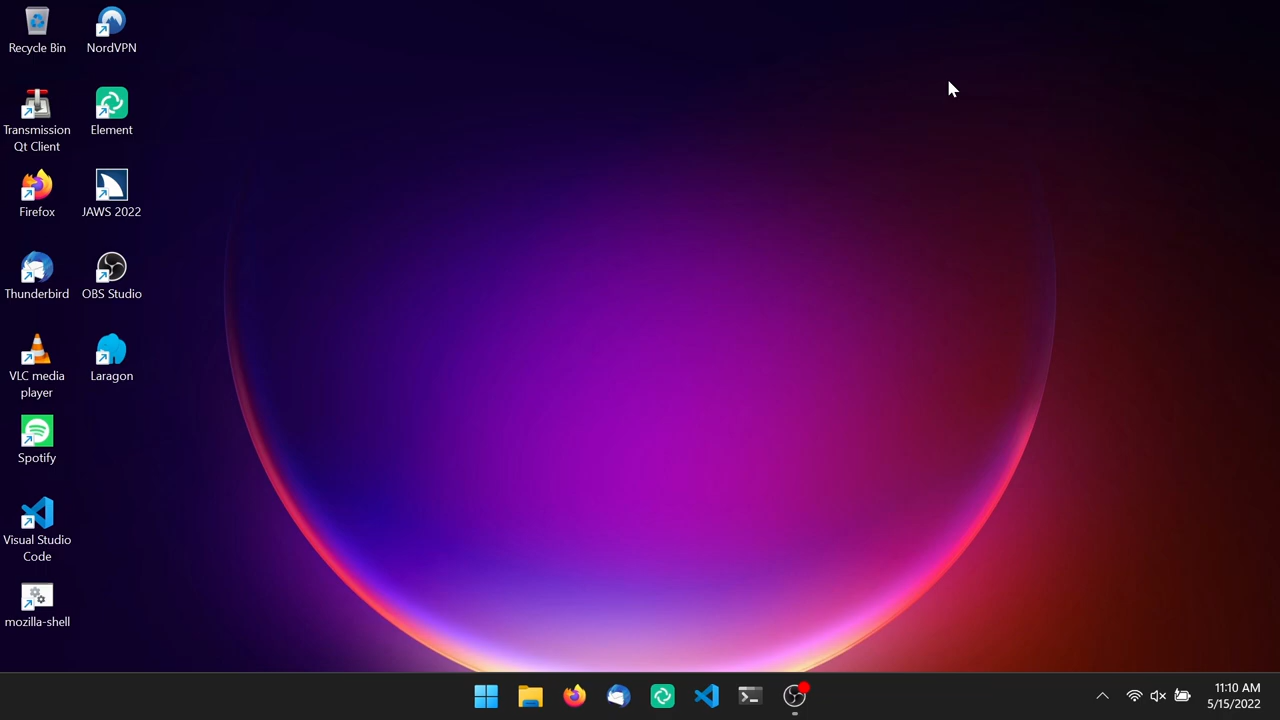 Recycle Bin
NordVPN
Transmission
Qt Client
Element
Firefox
JAWS 2022
Thunderbird
OBS Studio
VLC media
player
Laragon
Spotify
Visual Studio
Code
mozilla-shell
11:10 AM
5/15/2022